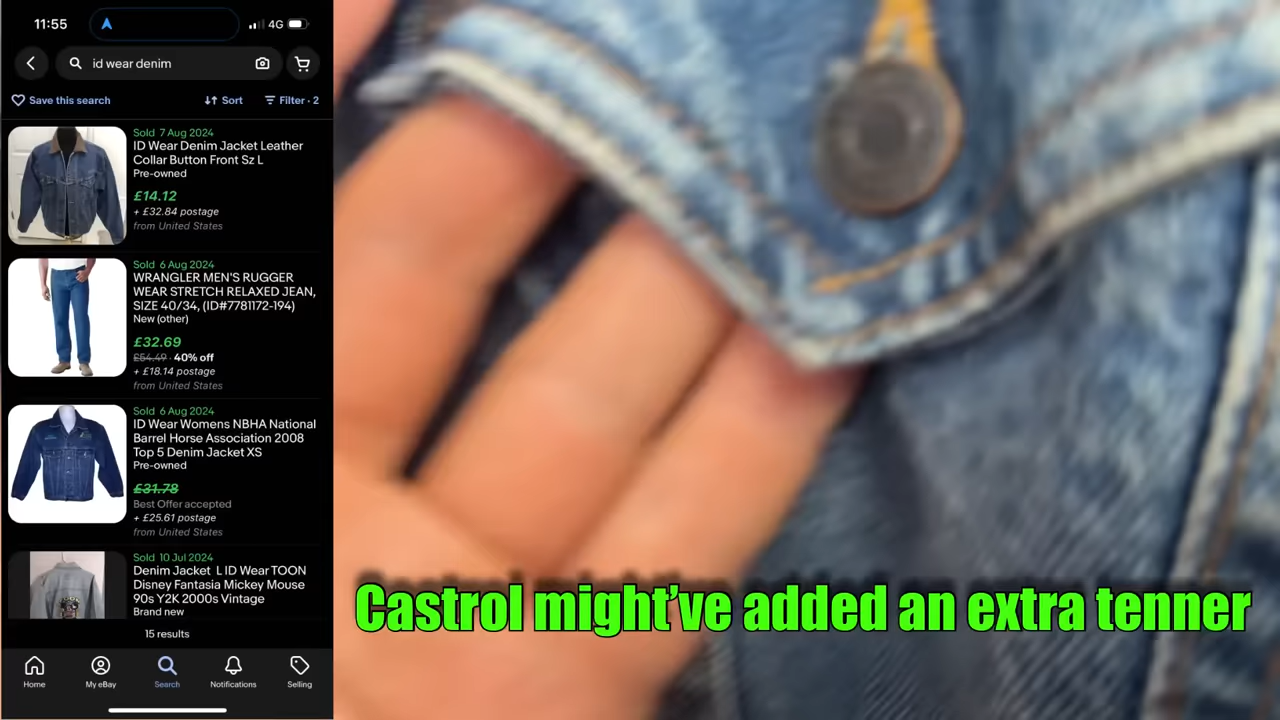 11:55
4G
id wear denim
Save this search
Sort
Filter · 2
Sold 7 Aug 2024
ID Wear Denim Jacket Leather
Collar Button Front Sz L
Pre-owned
£14.12
+ £32.84 postage
from United States
Sold 6 Aug 2024
WRANGLER MEN'S RUGGER
WEAR STRETCH RELAXED JEAN,
SIZE 40/34, (ID#7781172-194)
New (other)
£32.69
£54.49 · 40% off
+ £18.14 postage
from United States
Sold 6 Aug 2024
ID Wear Womens NBHA National
Barrel Horse Association 2008
Top 5 Denim Jacket XS
Pre-owned
£31.78
Best Offer accepted
+ £25.61 postage
from United States
Sold 10 Jul 2024
Denim Jacket L ID Wear TOON
Disney Fantasia Mickey Mouse
90s Y2K 2000s Vintage
Brand new
15 results
Home
My eBay
Search
Notifications
Selling
Castrol might've added an extra tenner